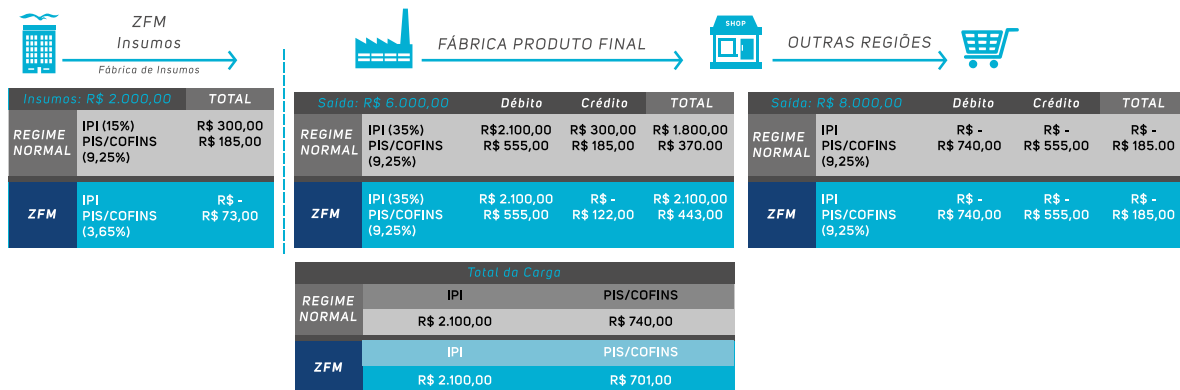 ZFM
Insumos
Fábrica de Insumos
FÁBRICA PRODUTO FINAL
SHOP
OUTRAS REGIÕES
Insumos: R$ 2.000,00 TOTAL
REGIME NORMAL
IPI (15%) R$ 300,00
PIS/COFINS R$ 185,00
(9,25%)
ZFM
IPI R$ -
PIS/COFINS R$ 73,00
(3,65%)
Saída: R$ 6.000,00 Débito Crédito TOTAL
REGIME NORMAL
IPI (35%) R$2.100,00 R$ 300,00 R$ 1.800,00
PIS/COFINS R$ 555,00 R$ 185,00 R$ 370.00
(9,25%)
ZFM
IPI (35%) R$ 2.100,00 R$ - R$ 2.100,00
PIS/COFINS R$ 555,00 R$ 122,00 R$ 443,00
(9,25%)
Saída: R$ 8.000,00 Débito Crédito TOTAL
REGIME NORMAL
IPI R$ - R$ - R$ -
PIS/COFINS R$ 740,00 R$ 555,00 R$ 185.00
(9,25%)
ZFM
IPI R$ - R$ - R$ -
PIS/COFINS R$ 740,00 R$ 555,00 R$ 185,00
(9,25%)
Total da Carga
REGIME NORMAL
IPI PIS/COFINS
R$ 2.100,00 R$ 740,00
ZFM
IPI PIS/COFINS
R$ 2.100,00 R$ 701,00